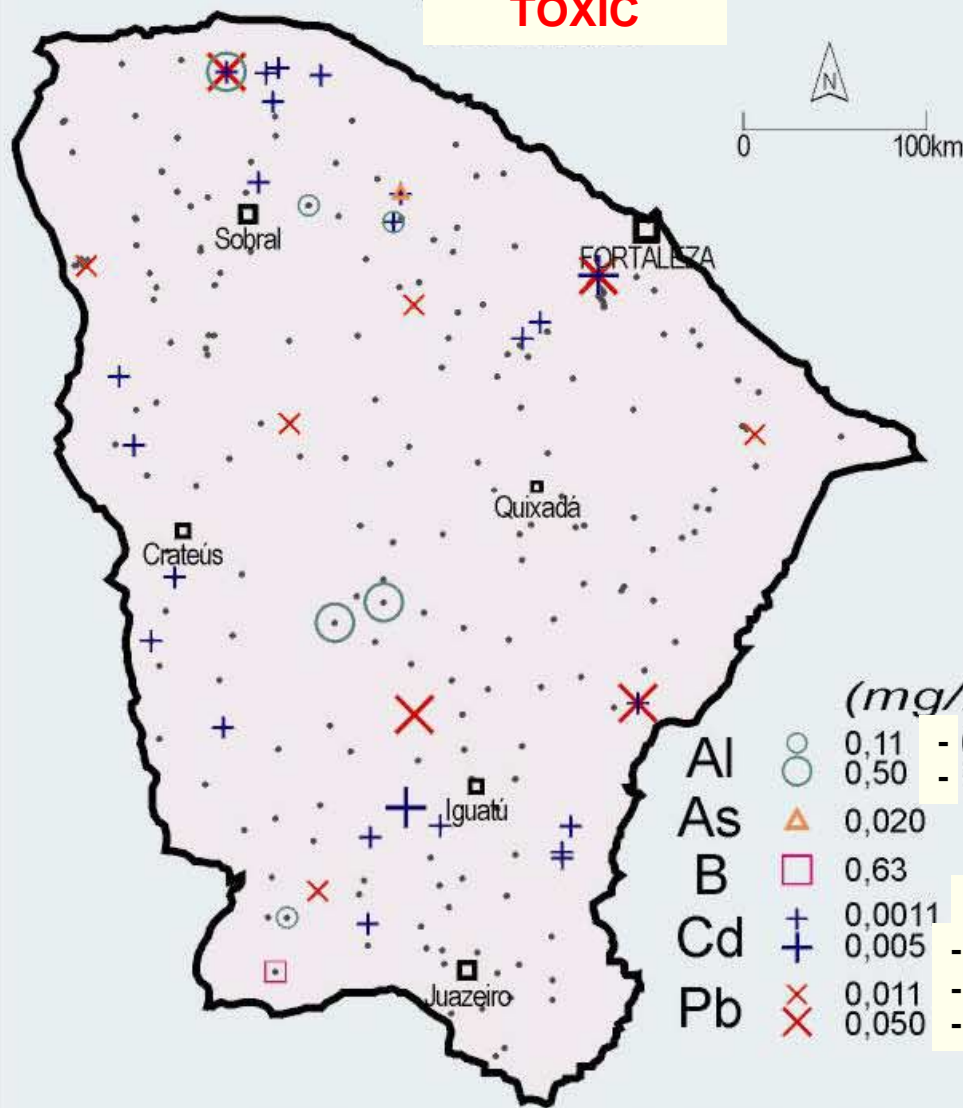 TOXIC
N
0 100km
Sobral
FORTALEZA
Quixadá
Crateús
Iguatú
Juazeiro
(mg/
Al 0,11 -
0,50 -
As 0,020
B 0,63
Cd 0,0011
0,005 -
Pb 0,011 -
0,050 -